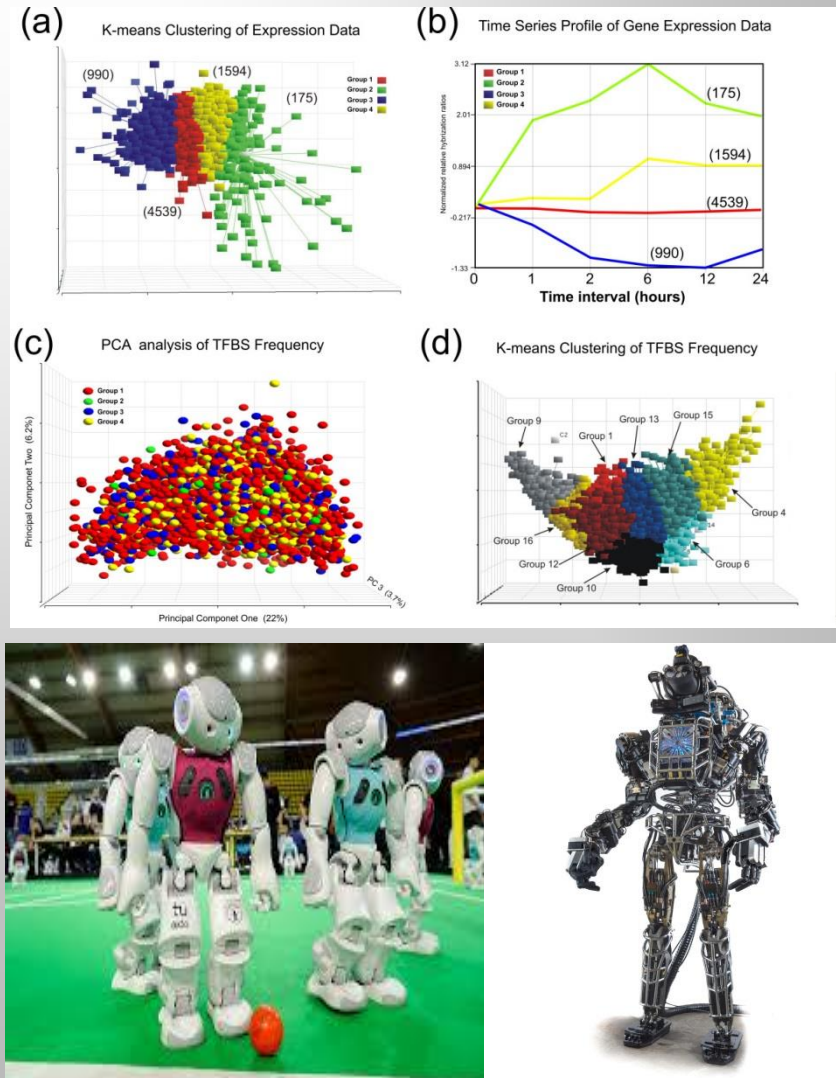 (a)
K-means Clustering of Expression Data
(990)
(1594)
(175)
(4539)
Group 1
Group 2
Group 3
Group 4
(b)
Time Series Profile of Gene Expression Data
Group 1
Group 2
Group 3
Group 4
Normalized relative hybrization ratios
3.12
2.01
0.894
-0.217
-1.33
(175)
(1594)
(4539)
(990)
0 1 2 6 12 24
Time interval (hours)
(c)
PCA analysis of TFBS Frequency
Group 1
Group 2
Group 3
Group 4
Principal Componet Two (6.2%)
PC 3 (3.7%)
Principal Componet One (22%)
(d)
K-means Clustering of TFBS Frequency
Group 9
C2
Group 1
Group 13
Group 15
Group 4
Group 16
Group 12
Group 10
Group 6
tu